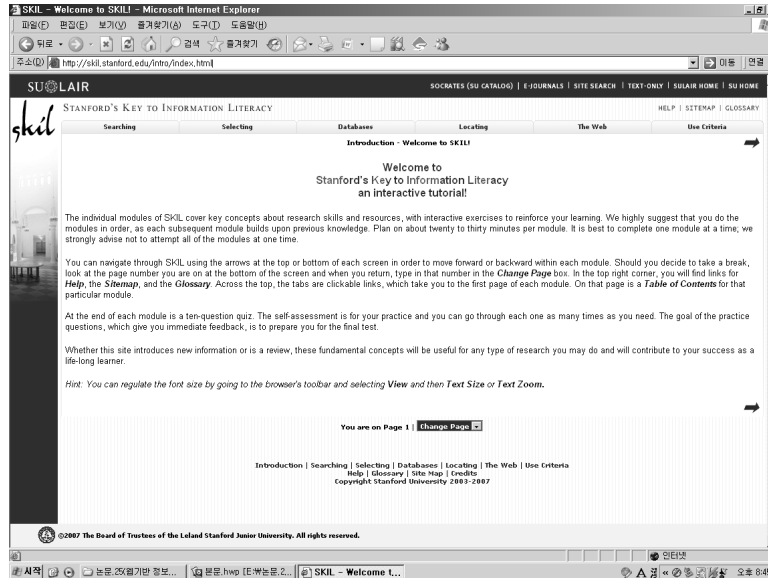 SKIL - Welcome to SKIL! - Microsoft Internet Explorer
파일(F) 편집(E) 보기(V) 즐겨찾기(A) 도구(T) 도움말(H)
뒤로 검색 즐겨찾기
주소(D) http://skil.stanford.edu/intro/index.html 이동 연결
SULAIR SOCRATES (SU CATALOG) | E-JOURNALS | SITE SEARCH | TEXT-ONLY | SULAIR HOME | SU HOME
skil STANFORD'S KEY TO INFORMATION LITERACY HELP | SITEMAP | GLOSSARY
Searching Selecting Databases Locating The Web Use Criteria
Introduction - Welcome to SKIL!
Welcome to
Stanford's Key to Information Literacy
an interactive tutorial!
The individual modules of SKIL cover key concepts about research skills and resources, with interactive exercises to reinforce your learning. We highly suggest that you do the
modules in order, as each subsequent module builds upon previous knowledge. Plan on about twenty to thirty minutes per module. It is best to complete one module at a time; we
strongly advise not to attempt all of the modules at one time.
You can navigate through SKIL using the arrows at the top or bottom of each screen in order to move forward or backward within each module. Should you decide to take a break,
look at the page number you are on at the bottom of the screen and when you return, type in that number in the Change Page box. In the top right corner, you will find links for
Help, the Sitemap, and the Glossary. Across the top, the tabs are clickable links, which take you to the first page of each module. On that page is a Table of Contents for that
particular module.
At the end of each module is a ten-question quiz. The self-assessment is for your practice and you can go through each one as many times as you need. The goal of the practice
questions, which give you immediate feedback, is to prepare you for the final test.
Whether this site introduces new information or is a review, these fundamental concepts will be useful for any type of research you may do and will contribute to your success as a
life-long learner.
Hint: You can regulate the font size by going to the browser's toolbar and selecting View and then Text Size or Text Zoom.
You are on Page 1 | Change Page
Introduction | Searching | Selecting | Databases | Locating | The Web | Use Criteria
Help | Glossary | Site Map | Credits
Copyright Stanford University 2003-2007
©2007 The Board of Trustees of the Leland Stanford Junior University. All rights reserved.
인터넷
시작 논문,25(웹기반 정보... 본문.hwp [E:₩논문,2... SKIL - Welcome t... A 오후 8:45